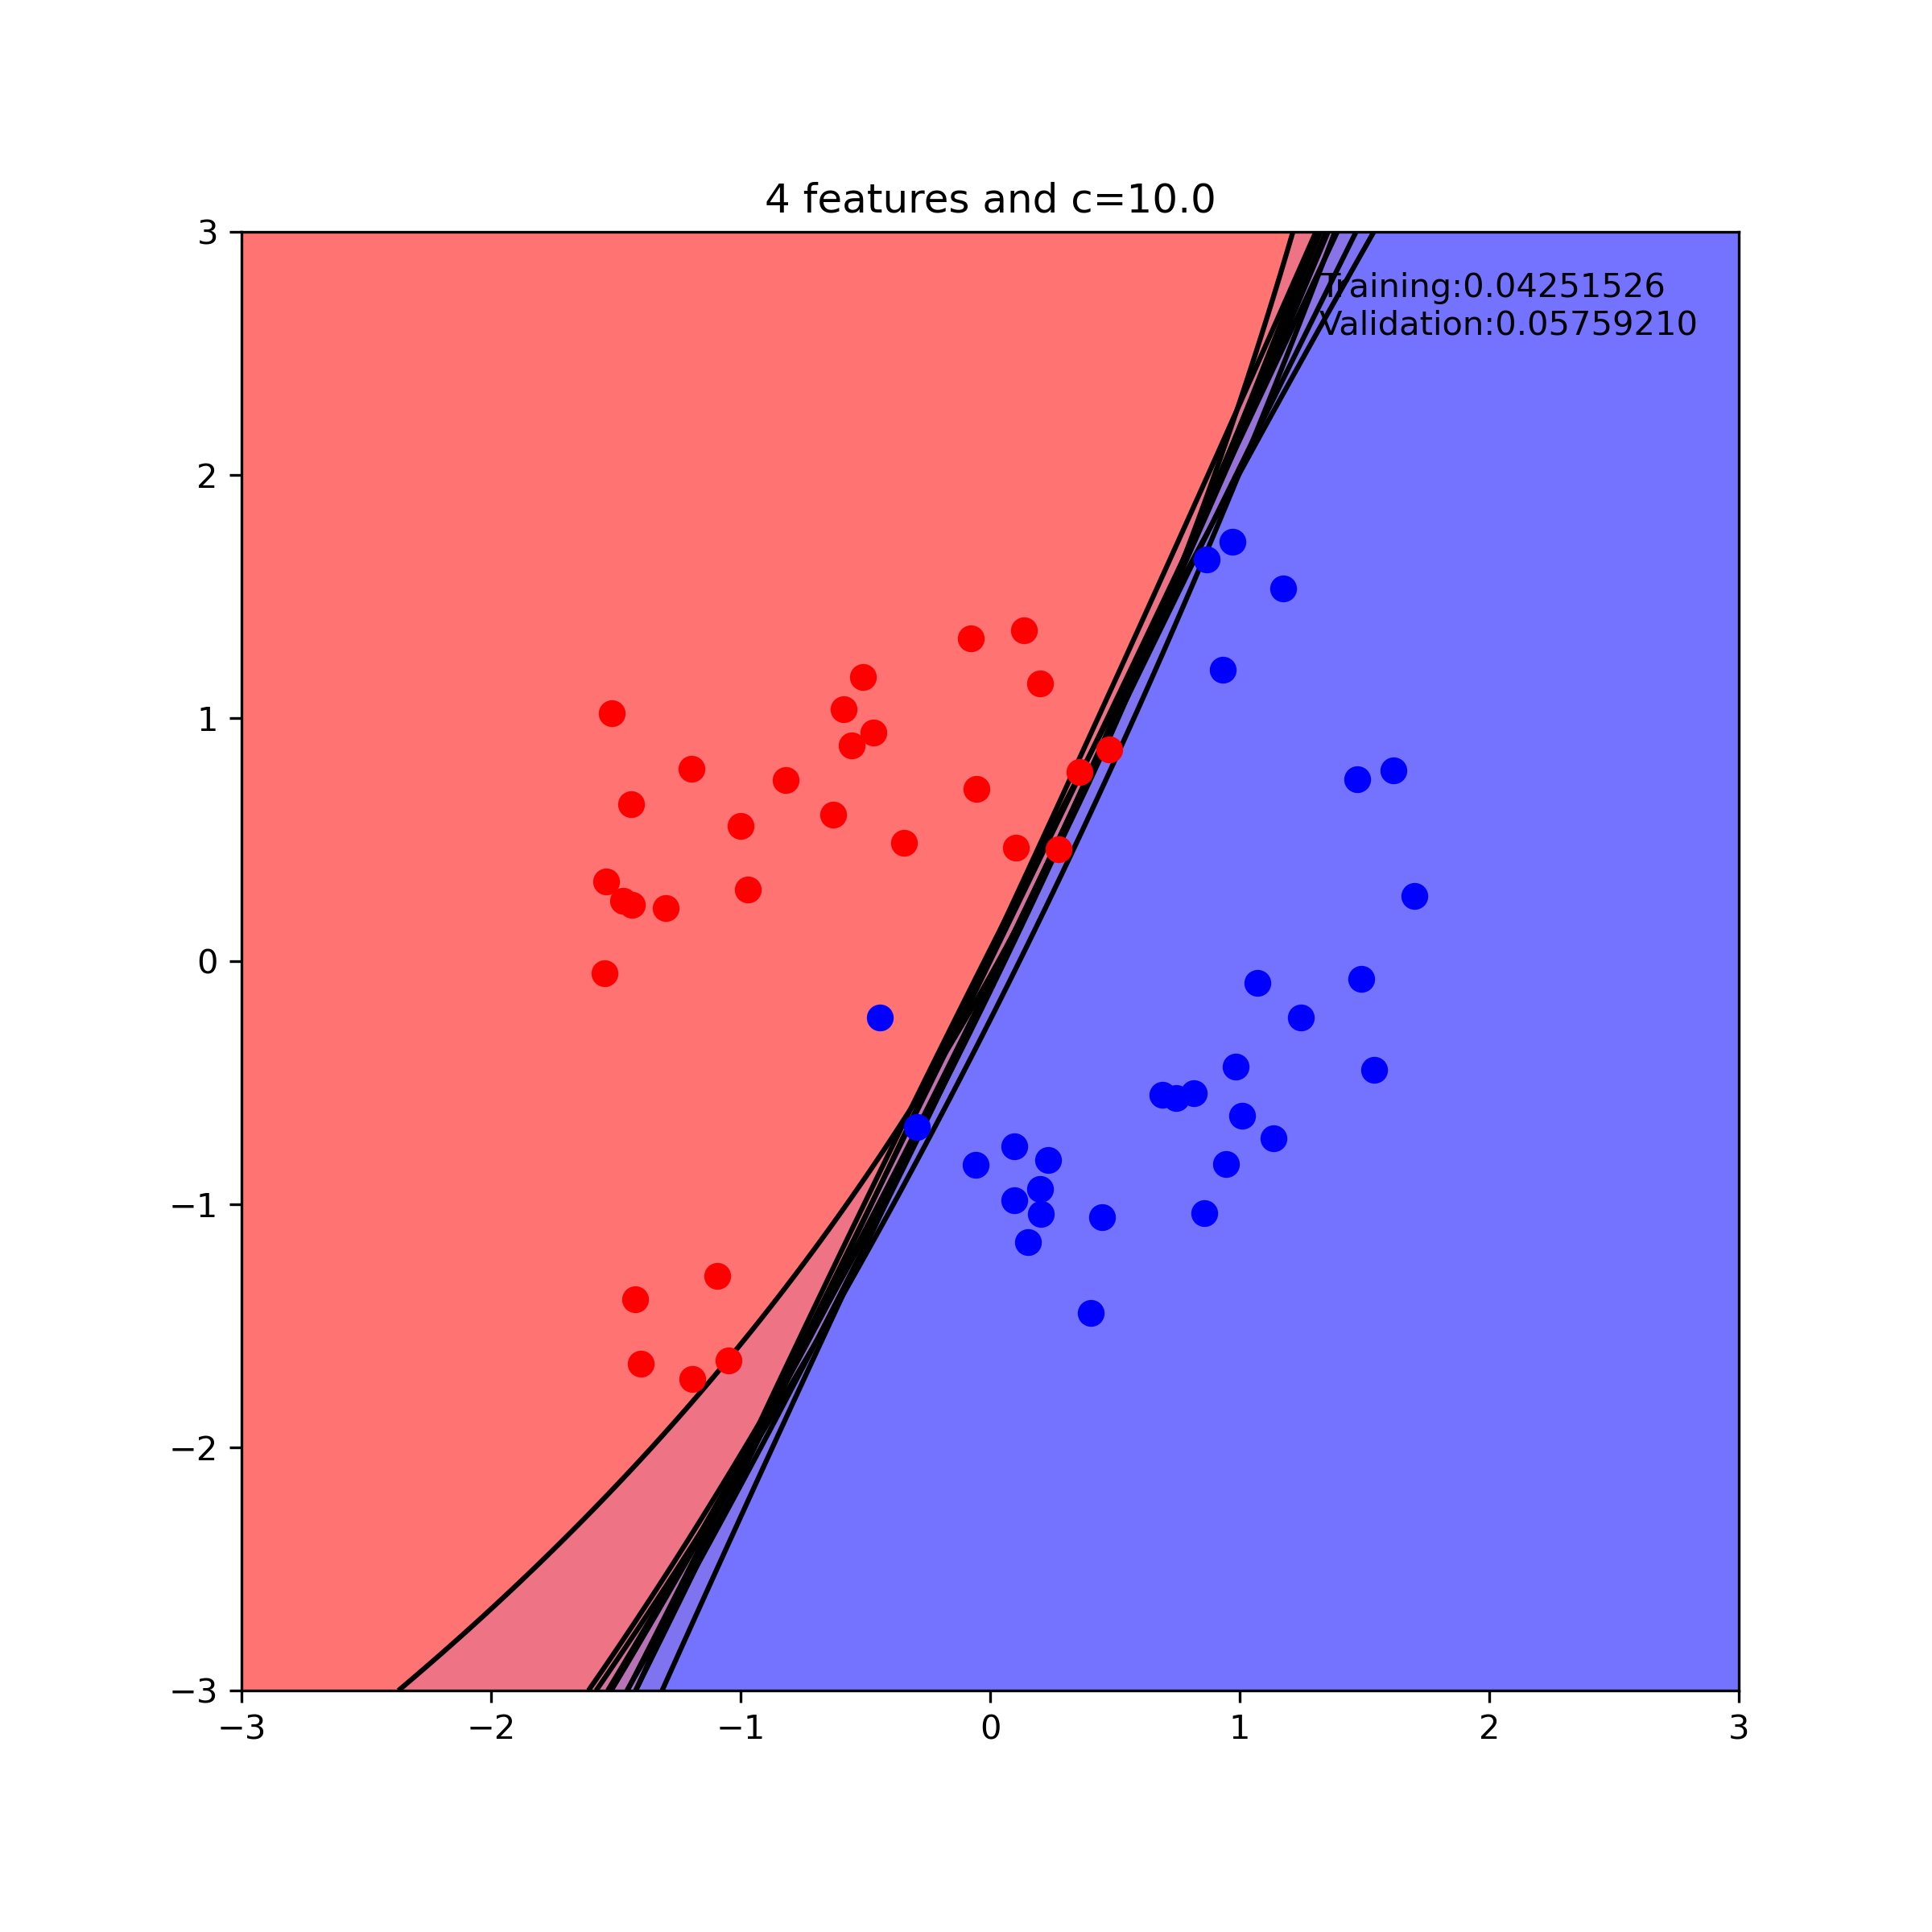 4 features and c=10.0
Training:0.04251526
Validation:0.05759210
3
2
1
0
−1
−2
−3
−3 −2 −1 0 1 2 3